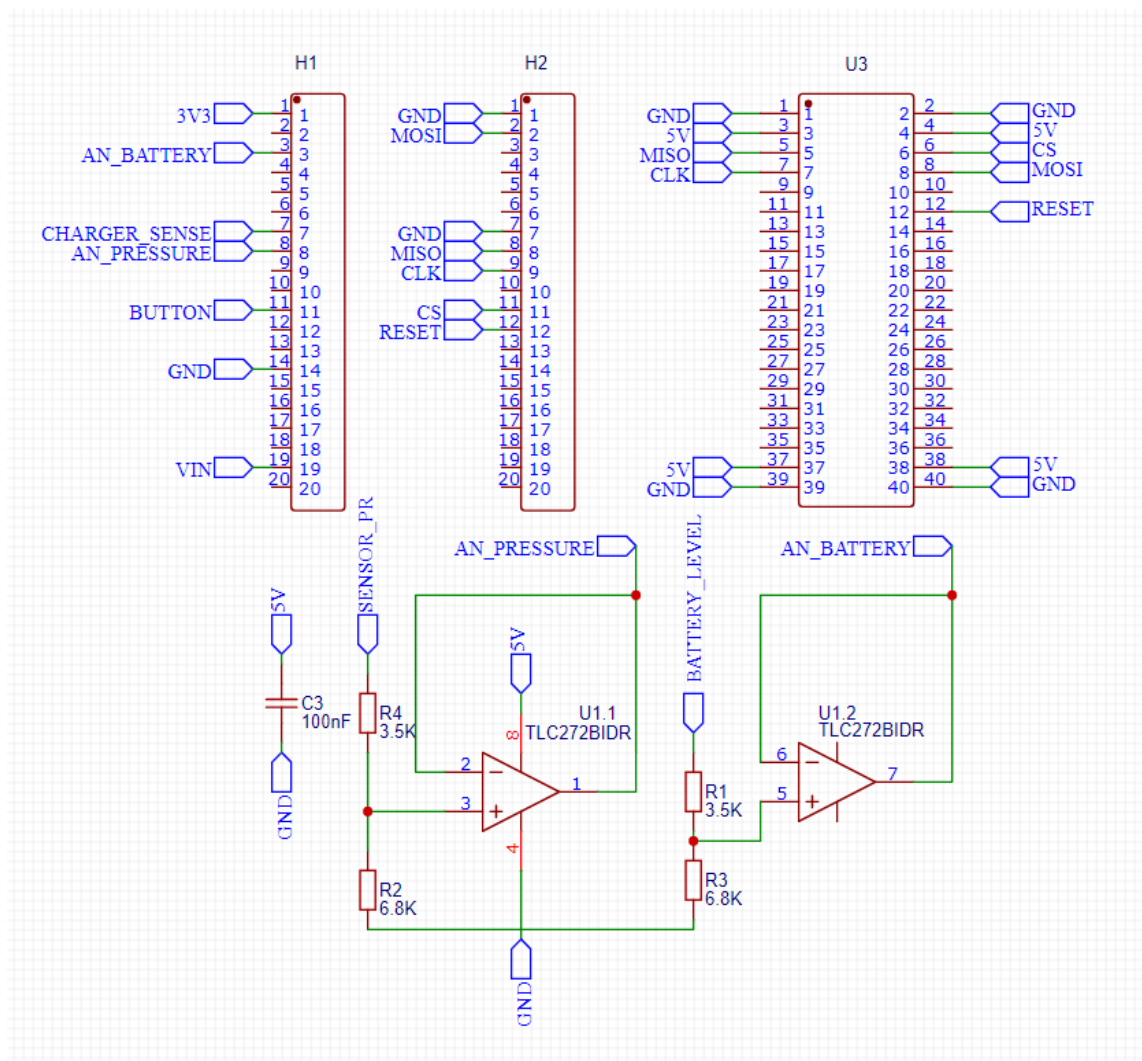 H1
H2
U3
3V3
AN_BATTERY
CHARGER_SENSE
AN_PRESSURE
BUTTON
GND
VIN
1 1
2 2
3 3
4 4
5 5
6 6
7 7
8 8
9 9
10 10
11 11
12 12
13 13
14 14
15 15
16 16
17 17
18 18
19 19
20 20
GND
MOSI
GND
MISO
CLK
CS
RESET
1 1
2 2
3 3
4 4
5 5
6 6
7 7
8 8
9 9
10 10
11 11
12 12
13 13
14 14
15 15
16 16
17 17
18 18
19 19
20 20
GND 1 1 2 2 GND
5V 3 3 4 4 5V
MISO 5 5 6 6 CS
CLK 7 7 8 8 MOSI
9 9 10 10
11 11 12 12 RESET
13 13 14 14
15 15 16 16
17 17 18 18
19 19 20 20
21 21 22 22
23 23 24 24
25 25 26 26
27 27 28 28
29 29 30 30
31 31 32 32
33 33 34 34
35 35 36 36
5V 37 37 38 38 5V
GND 39 39 40 40 GND
5V
C3
100nF
GND
SENSOR_PR
R4
3.5K
R2
6.8K
AN_PRESSURE
5V
8
U1.1
TLC272BIDR
2
3
1
4
GND
BATTERY_LEVEL
R1
3.5K
R3
6.8K
AN_BATTERY
U1.2
TLC272BIDR
6
5
7